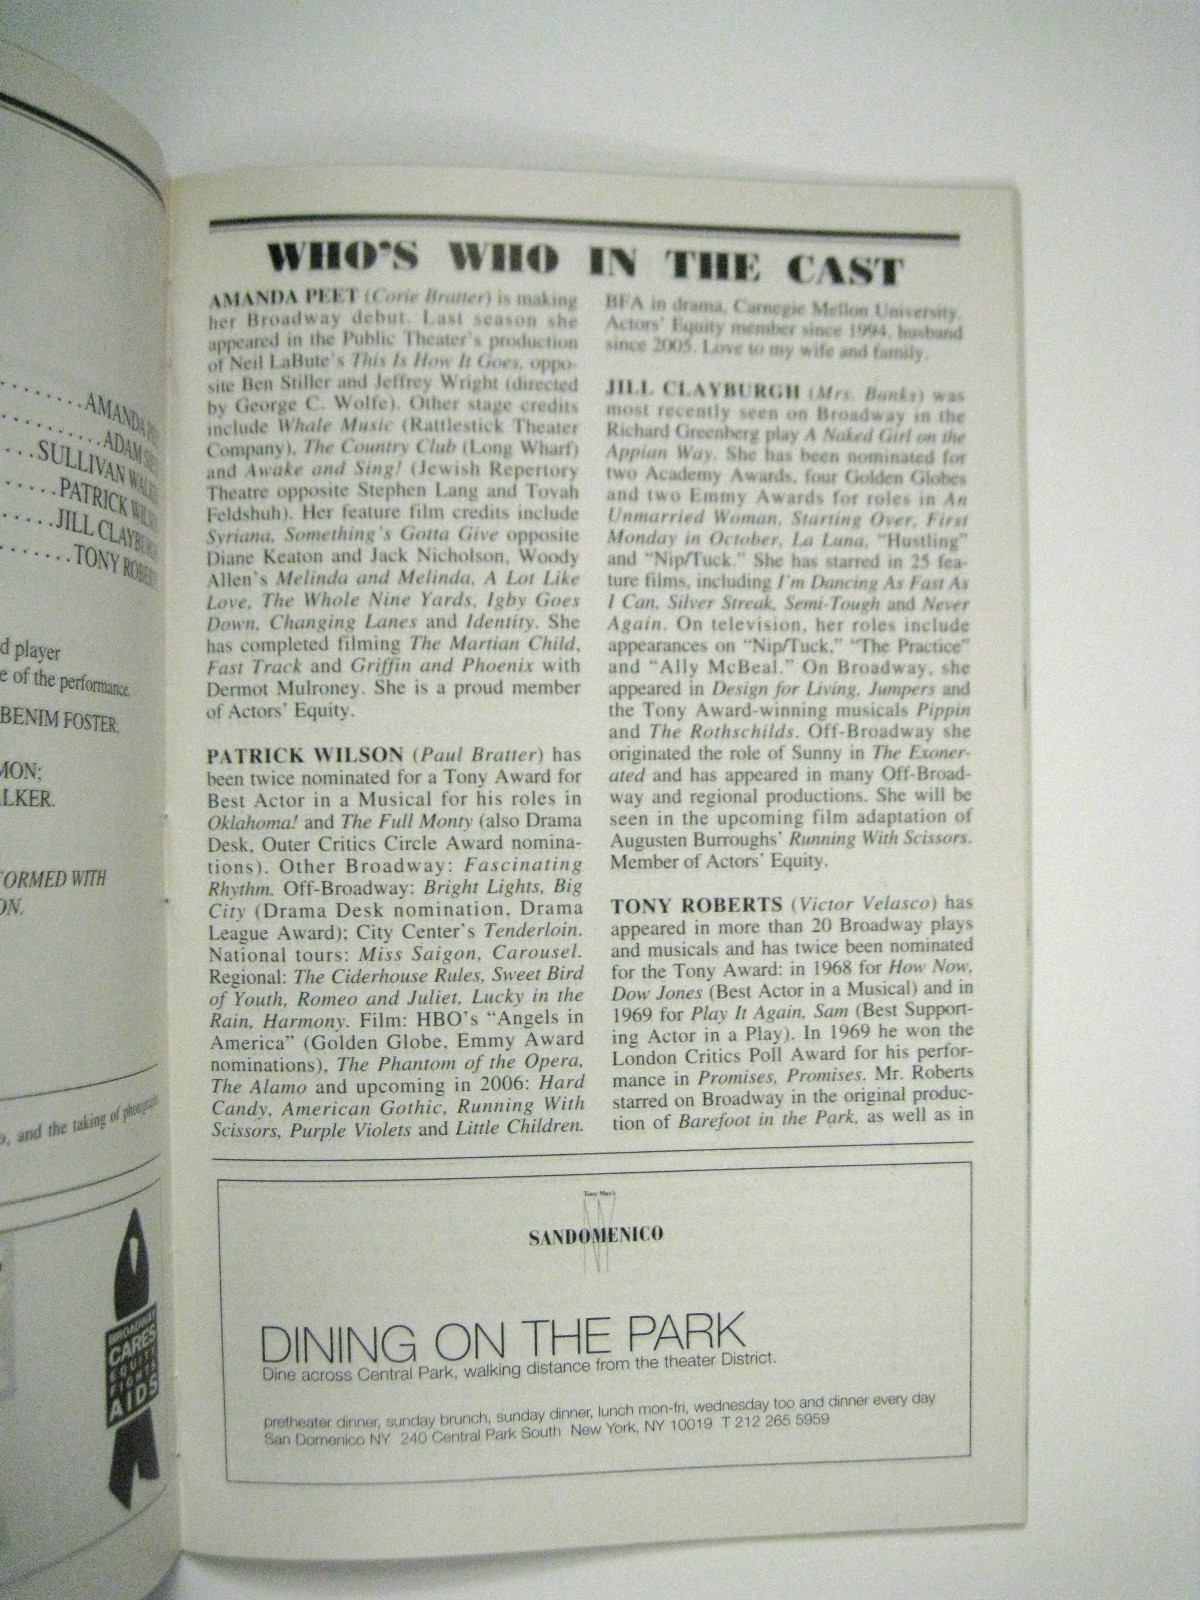 AMANDA
ADAM
SULLIVAN
PATRICK
JILL
TONY
d player
e of the performance.
BENIM FOSTER.
MON;
LKER.
FORMED WITH
ON.
and the taking of photographs
BROADWAY
CARES
EQUITY
FIGHTS
AIDS
WHO'S WHO IN THE CAST
AMANDA PEET (Corie Bratter) is making
her Broadway debut. Last season she
appeared in the Public Theater's production
of Neil LaBute's This Is How It Goes, oppo-
site Ben Stiller and Jeffrey Wright (directed
by George C. Wolfe). Other stage credits
include Whale Music (Rattlestick Theater
Company), The Country Club (Long Wharf)
and Awake and Sing! (Jewish Repertory
Theatre opposite Stephen Lang and Tovah
Feldshuh). Her feature film credits include
Syriana, Something's Gotta Give opposite
Diane Keaton and Jack Nicholson, Woody
Allen's Melinda and Melinda, A Lot Like
Love, The Whole Nine Yards, Igby Goes
Down, Changing Lanes and Identity. She
has completed filming The Martian Child,
Fast Track and Griffin and Phoenix with
Dermot Mulroney. She is a proud member
of Actors' Equity.
PATRICK WILSON (Paul Bratter) has
been twice nominated for a Tony Award for
Best Actor in a Musical for his roles in
Oklahoma! and The Full Monty (also Drama
Desk, Outer Critics Circle Award nomina-
tions). Other Broadway: Fascinating
Rhythm. Off-Broadway: Bright Lights, Big
City (Drama Desk nomination, Drama
League Award); City Center's Tenderloin.
National tours: Miss Saigon, Carousel.
Regional: The Ciderhouse Rules, Sweet Bird
of Youth, Romeo and Juliet, Lucky in the
Rain, Harmony. Film: HBO's "Angels in
America" (Golden Globe, Emmy Award
nominations), The Phantom of the Opera,
The Alamo and upcoming in 2006: Hard
Candy, American Gothic, Running With
Scissors, Purple Violets and Little Children.
BFA in drama, Carnegie Mellon University.
Actors' Equity member since 1994, husband
since 2005. Love to my wife and family.
JILL CLAYBURGH (Mrs. Banks) was
most recently seen on Broadway in the
Richard Greenberg play A Naked Girl on the
Appian Way. She has been nominated for
two Academy Awards, four Golden Globes
and two Emmy Awards for roles in An
Unmarried Woman, Starting Over, First
Monday in October, La Luna, "Hustling"
and "Nip/Tuck." She has starred in 25 fea-
ture films, including I'm Dancing As Fast As
I Can, Silver Streak, Semi-Tough and Never
Again. On television, her roles include
appearances on "Nip/Tuck," "The Practice"
and "Ally McBeal." On Broadway, she
appeared in Design for Living, Jumpers and
the Tony Award-winning musicals Pippin
and The Rothschilds. Off-Broadway she
originated the role of Sunny in The Exoner-
ated and has appeared in many Off-Broad-
way and regional productions. She will be
seen in the upcoming film adaptation of
Augusten Burroughs' Running With Scissors.
Member of Actors' Equity.
TONY ROBERTS (Victor Velasco) has
appeared in more than 20 Broadway plays
and musicals and has twice been nominated
for the Tony Award: in 1968 for How Now,
Dow Jones (Best Actor in a Musical) and in
1969 for Play It Again, Sam (Best Support-
ing Actor in a Play). In 1969 he won the
London Critics Poll Award for his perfor-
mance in Promises, Promises. Mr. Roberts
starred on Broadway in the original produc-
tion of Barefoot in the Park, as well as in
Tony May's
SANDOMENICO
DINING ON THE PARK
Dine across Central Park, walking distance from the theater District.
pretheater dinner, sunday brunch, sunday dinner, lunch mon-fri, wednesday too and dinner every day
San Domenico NY 240 Central Park South New York, NY 10019 T 212 265 5959